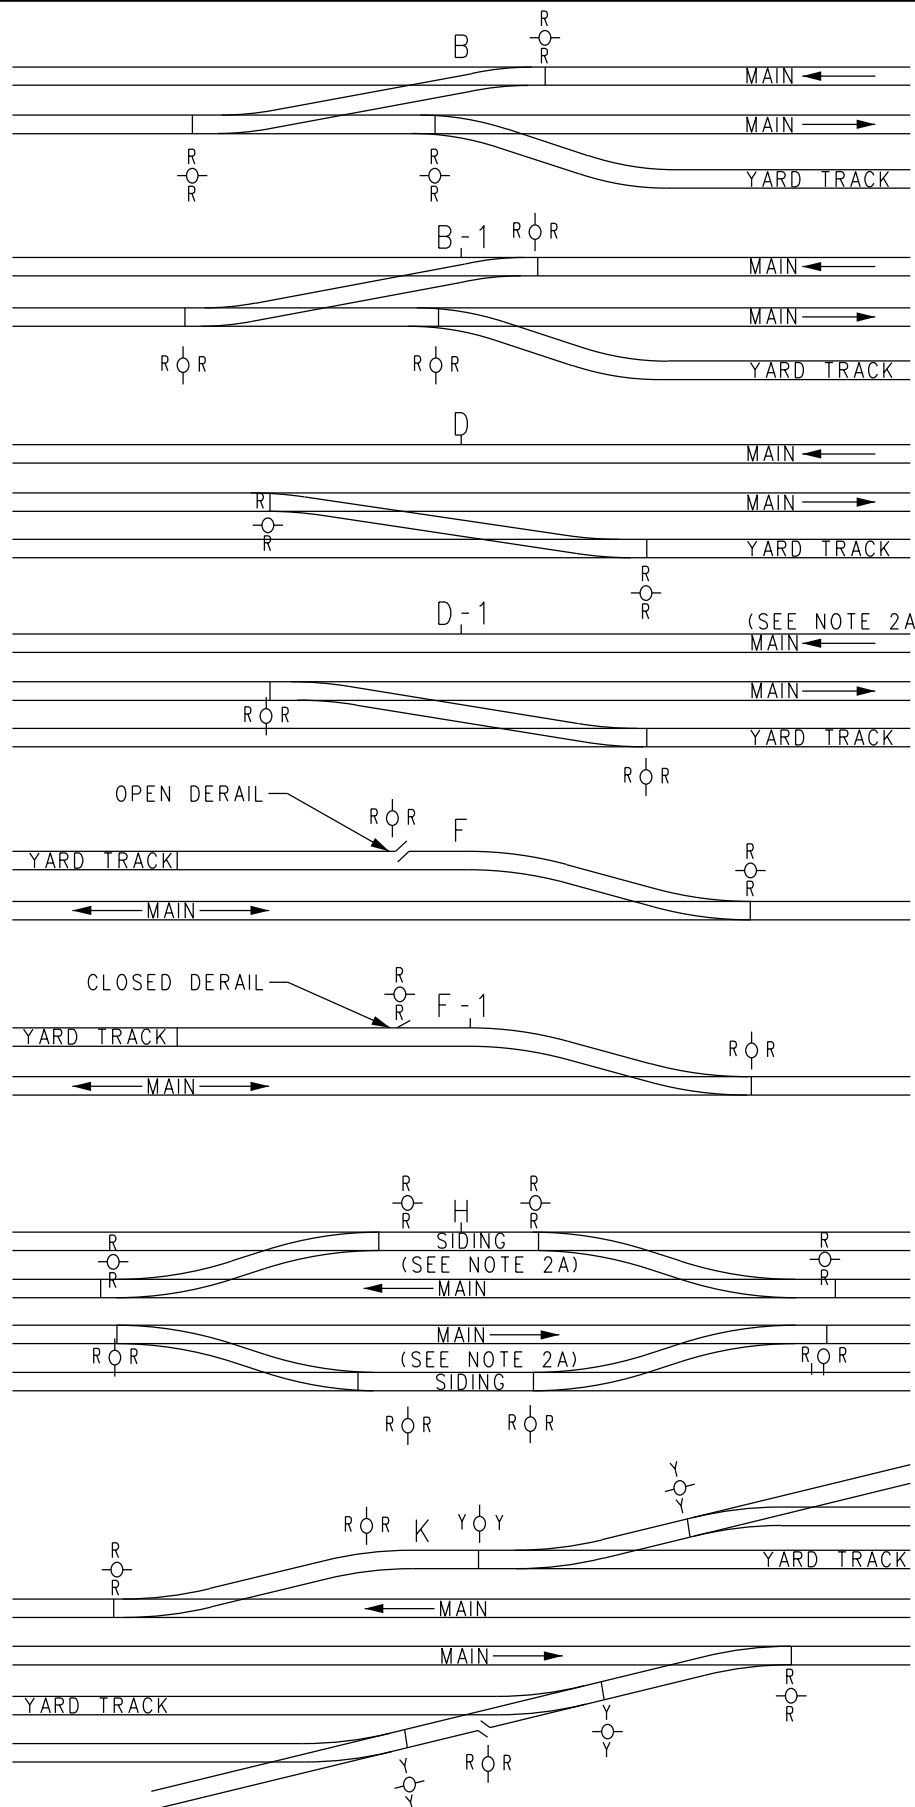 R
B
R
MAIN
MAIN
R
R
R
R
YARD TRACK
B-1
R R
MAIN
MAIN
R R
R R
YARD TRACK
D
MAIN
R
MAIN
R
YARD TRACK
R
R
D-1
(SEE NOTE 2A
MAIN
MAIN
R R
YARD TRACK
R R
OPEN DERAIL
R R
F
YARD TRACK
R
R
MAIN
CLOSED DERAIL
R
R
F-1
YARD TRACK
R R
MAIN
R
R
R
R
H
SIDING
R
R
(SEE NOTE 2A)
R
R
MAIN
MAIN
R R
(SEE NOTE 2A)
R R
SIDING
R R
R R
Y
Y
R R
K
Y Y
R
R
YARD TRACK
MAIN
MAIN
R
R
YARD TRACK
Y
Y
R R
Y
Y